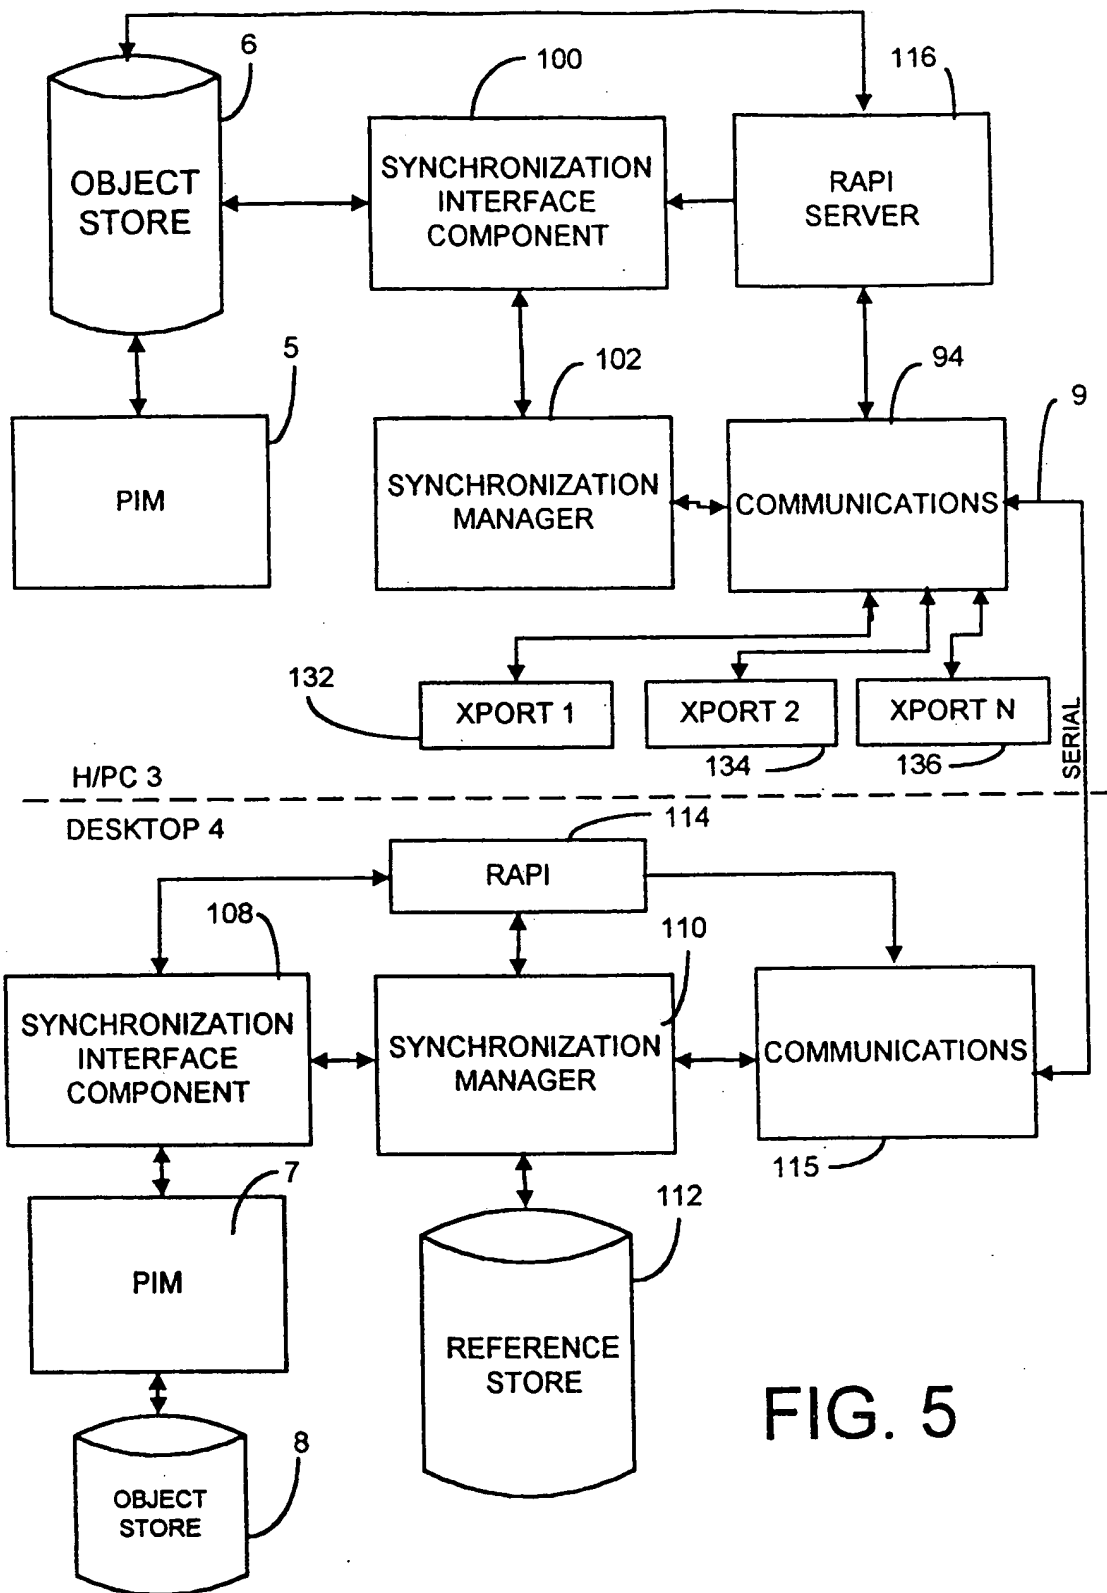 6
100
116
OBJECT
STORE
SYNCHRONIZATION
INTERFACE
COMPONENT
RAPI
SERVER
5
102
94
9
PIM
SYNCHRONIZATION
MANAGER
COMMUNICATIONS
132
XPORT 1
XPORT 2
XPORT N
134
136
SERIAL
H/PC 3
DESKTOP 4
114
RAPI
108
110
SYNCHRONIZATION
INTERFACE
COMPONENT
SYNCHRONIZATION
MANAGER
COMMUNICATIONS
115
7
112
PIM
REFERENCE
STORE
8
OBJECT
STORE
FIG. 5